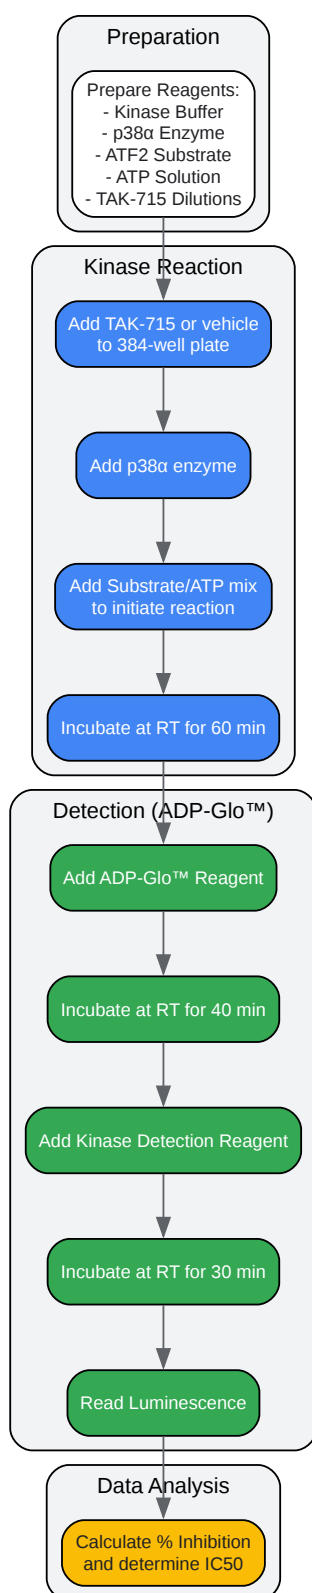 Preparation
Prepare Reagents:
- Kinase Buffer
- p38α Enzyme
- ATF2 Substrate
- ATP Solution
- TAK-715 Dilutions
Kinase Reaction
Add TAK-715 or vehicle
to 384-well plate
Add p38α enzyme
Add Substrate/ATP mix
to initiate reaction
Incubate at RT for 60 min
Detection (ADP-Glo™)
Add ADP-Glo™ Reagent
Incubate at RT for 40 min
Add Kinase Detection Reagent
Incubate at RT for 30 min
Read Luminescence
Data Analysis
Calculate % Inhibition
and determine IC50